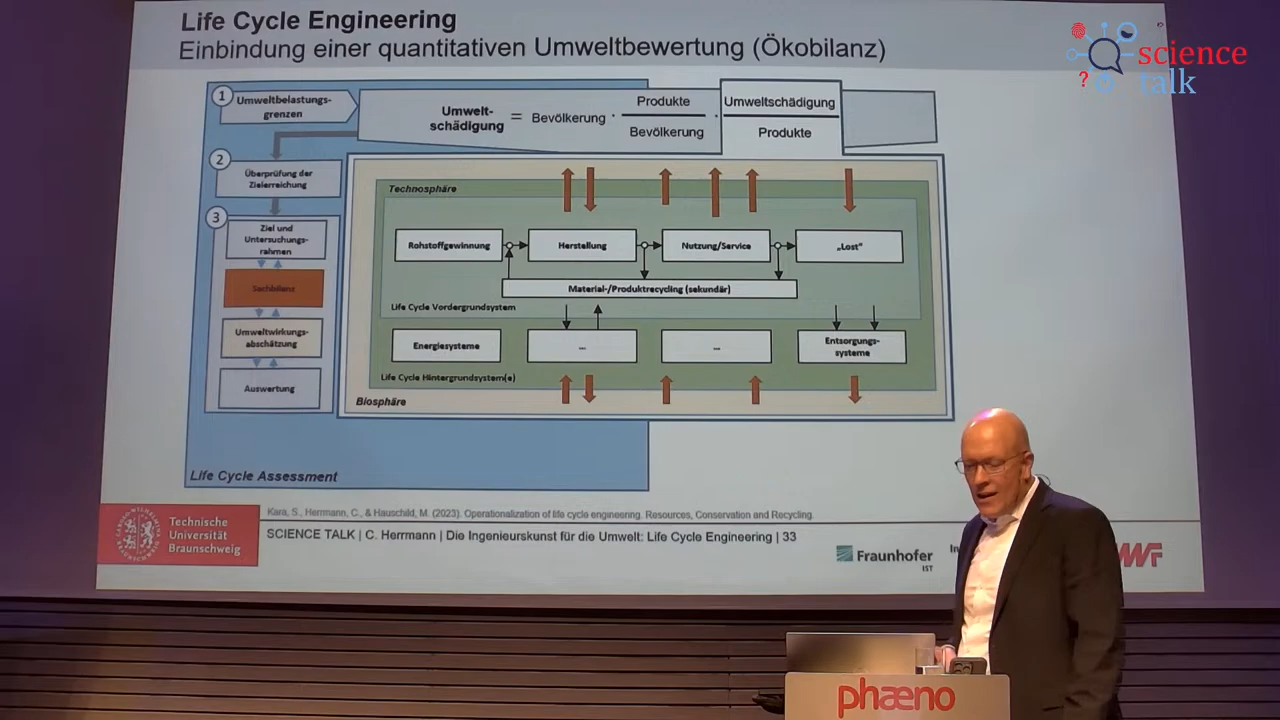 Life Cycle Engineering
Einbindung einer quantitativen Umweltbewertung (Ökobilanz)
science
talk
?
1
Umweltbelastungs-
grenzen
Umwelt-
schädigung
=
Bevölkerung
·
Produkte
Bevölkerung
·
Umweltschädigung
Produkte
2
Überprüfung der
Zielerreichung
3
Ziel und
Untersuchungs-
rahmen
Sachbilanz
Umweltwirkungs-
abschätzung
Auswertung
Technosphäre
Rohstoffgewinnung
Herstellung
Nutzung/Service
„Lost"
Material-/Produktrecycling (sekundär)
Life Cycle Vordergrundsystem
Energiesysteme
...
...
Entsorgungs-
systeme
Life Cycle Hintergrundsystem(e)
Biosphäre
Life Cycle Assessment
Kara, S., Herrmann, C., & Hauschild, M. (2023). Operationalization of life cycle engineering. Resources, Conservation and Recycling.
Technische
Universität
Braunschweig
SCIENCE TALK | C. Herrmann | Die Ingenieurskunst für die Umwelt: Life Cycle Engineering | 33
Fraunhofer
IST
WF
phæno